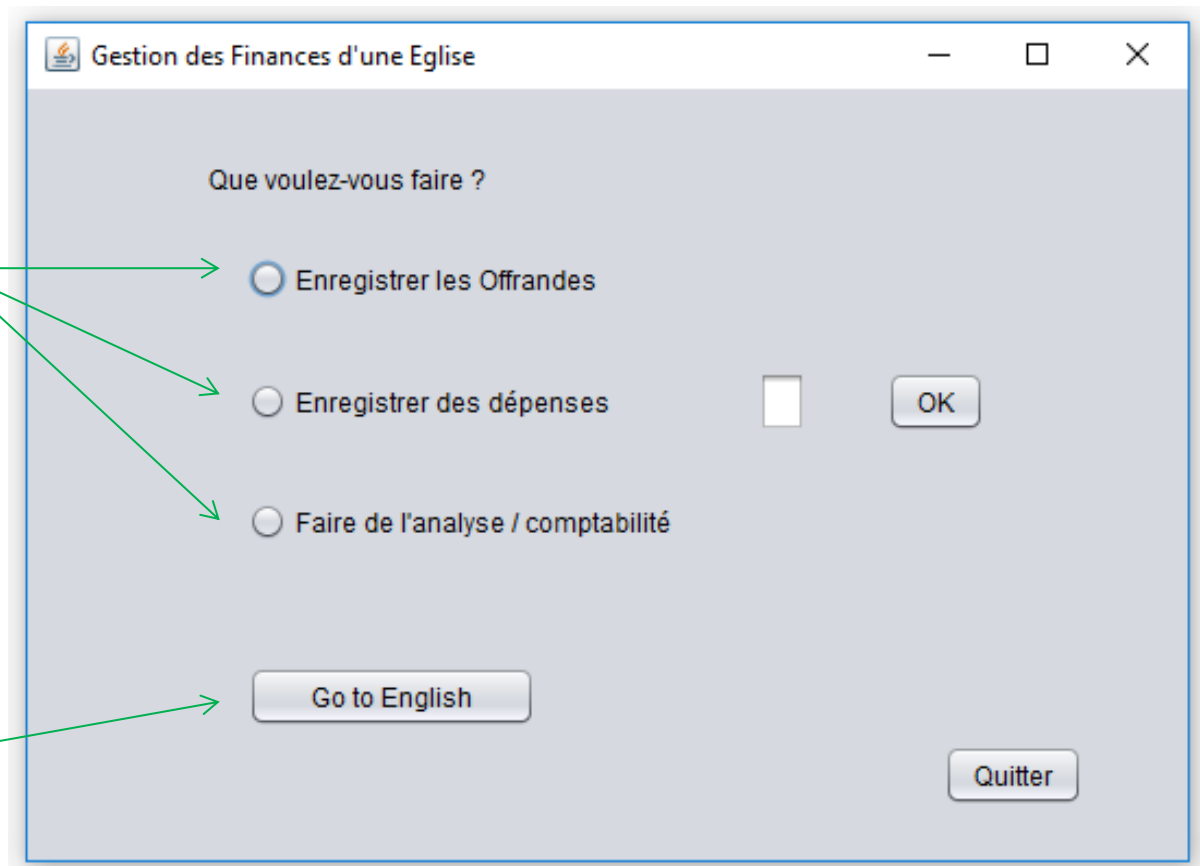 Gestion des Finances d'une Eglise
Que voulez-vous faire ?
Enregistrer les Offrandes
Enregistrer des dépenses
OK
Faire de l'analyse / comptabilité
Go to English
Quitter